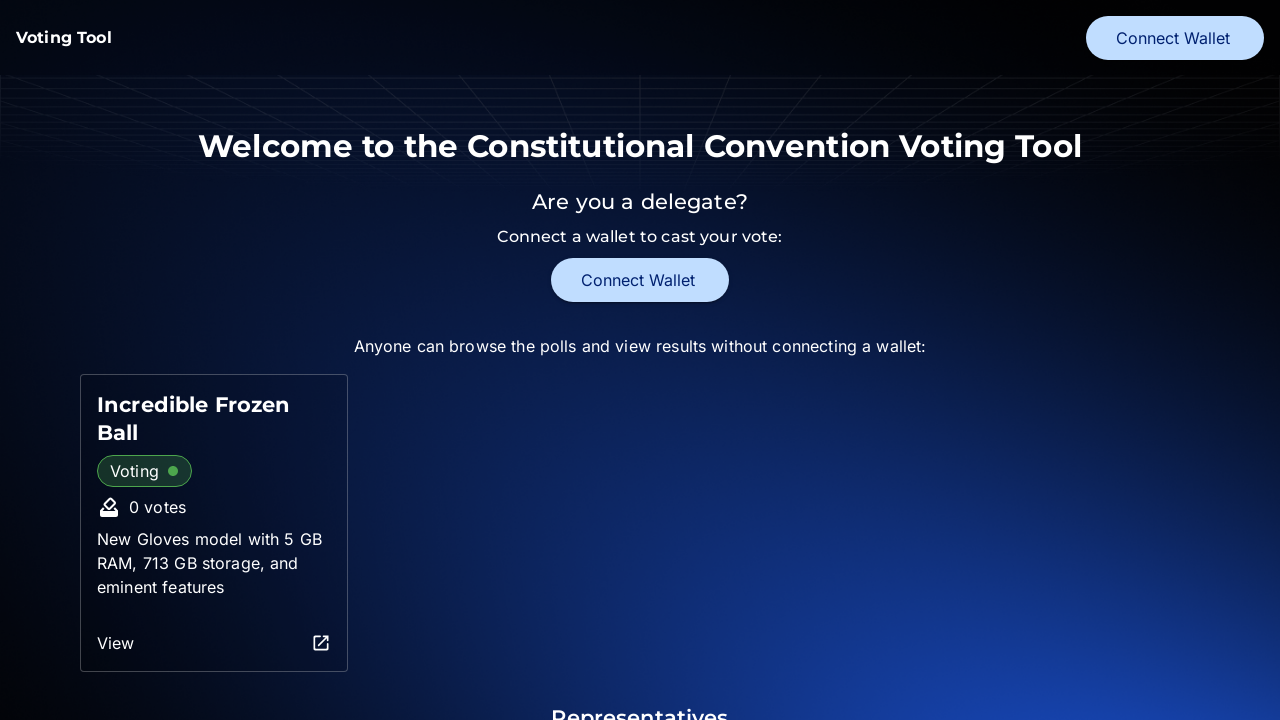 Voting Tool
Connect Wallet
Welcome to the Constitutional Convention Voting Tool
Are you a delegate?
Connect a wallet to cast your vote:
Connect Wallet
Anyone can browse the polls and view results without connecting a wallet:
Incredible Frozen
Ball
Voting
0 votes
New Gloves model with 5 GB
RAM, 713 GB storage, and
eminent features
View
Representatives